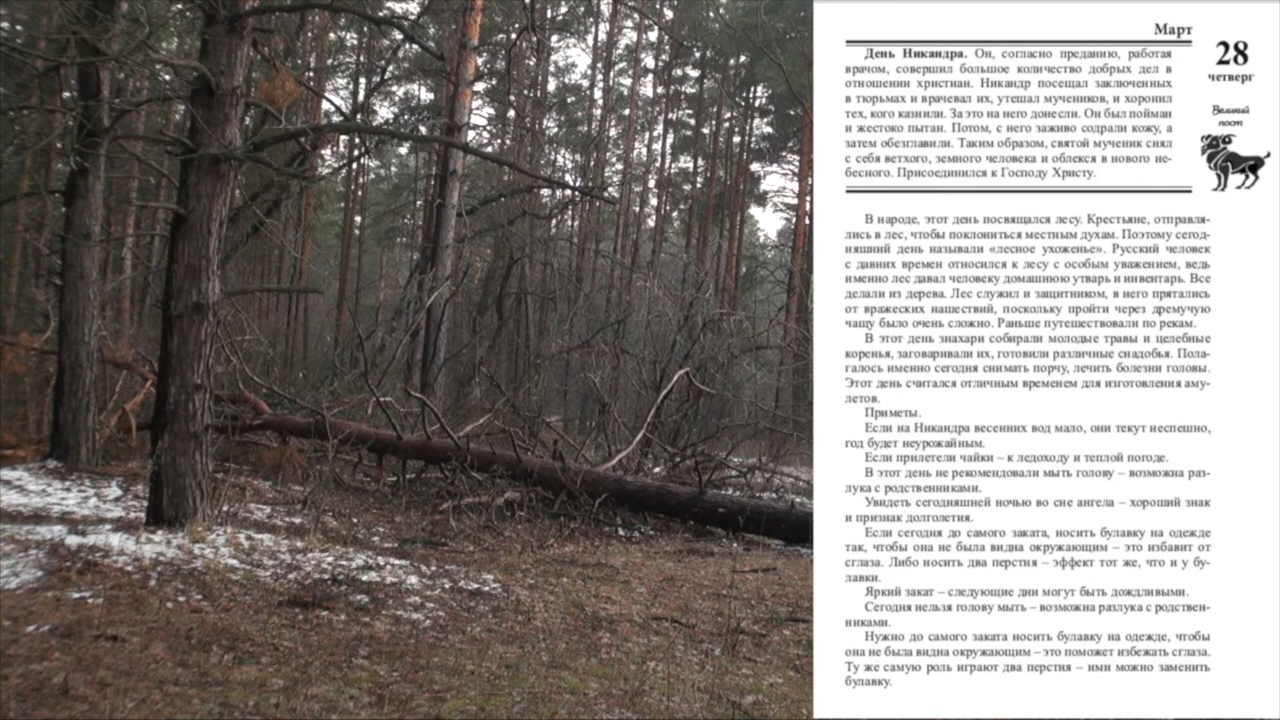 Март
28
четверг
Великий
пост
День Никандра. Он, согласно преданию, работая
врачом, совершил большое количество добрых дел в
отношении христиан. Никандр посещал заключенных
в тюрьмах и врачевал их, утешал мучеников, и хоронил
тех, кого казнили. За это на него донесли. Он был пойман
и жестоко пытан. Потом, с него заживо содрали кожу, а
затем обезглавили. Таким образом, святой мученик снял
с себя ветхого, земного человека и облекся в нового не-
бесного. Присоединился к Господу Христу.
В народе, этот день посвящался лесу. Крестьяне, отправля-
лись в лес, чтобы поклониться местным духам. Поэтому сегод-
няшний день называли «лесное ухоженье». Русский человек
с давних времен относился к лесу с особым уважением, ведь
именно лес давал человеку домашнюю утварь и инвентарь. Все
делали из дерева. Лес служил и защитником, в него прятались
от вражеских нашествий, поскольку пройти через дремучую
чащу было очень сложно. Раньше путешествовали по рекам.
В этот день знахари собирали молодые травы и целебные
коренья, заговаривали их, готовили различные снадобья. Пола-
галось именно сегодня снимать порчу, лечить болезни головы.
Этот день считался отличным временем для изготовления аму-
летов.
Приметы.
Если на Никандра весенних вод мало, они текут неспешно,
год будет неурожайным.
Если прилетели чайки – к ледоходу и теплой погоде.
В этот день не рекомендовали мыть голову – возможна раз-
лука с родственниками.
Увидеть сегодняшней ночью во сне ангела – хороший знак
и признак долголетия.
Если сегодня до самого заката, носить булавку на одежде
так, чтобы она не была видна окружающим – это избавит от
сглаза. Либо носить два перстня – эффект тот же, что и у бу-
лавки.
Яркий закат – следующие дни могут быть дождливыми.
Сегодня нельзя голову мыть – возможна разлука с родствен-
никами.
Нужно до самого заката носить булавку на одежде, чтобы
она не была видна окружающим – это поможет избежать сглаза.
Ту же самую роль играют два перстня – ими можно заменить
булавку.